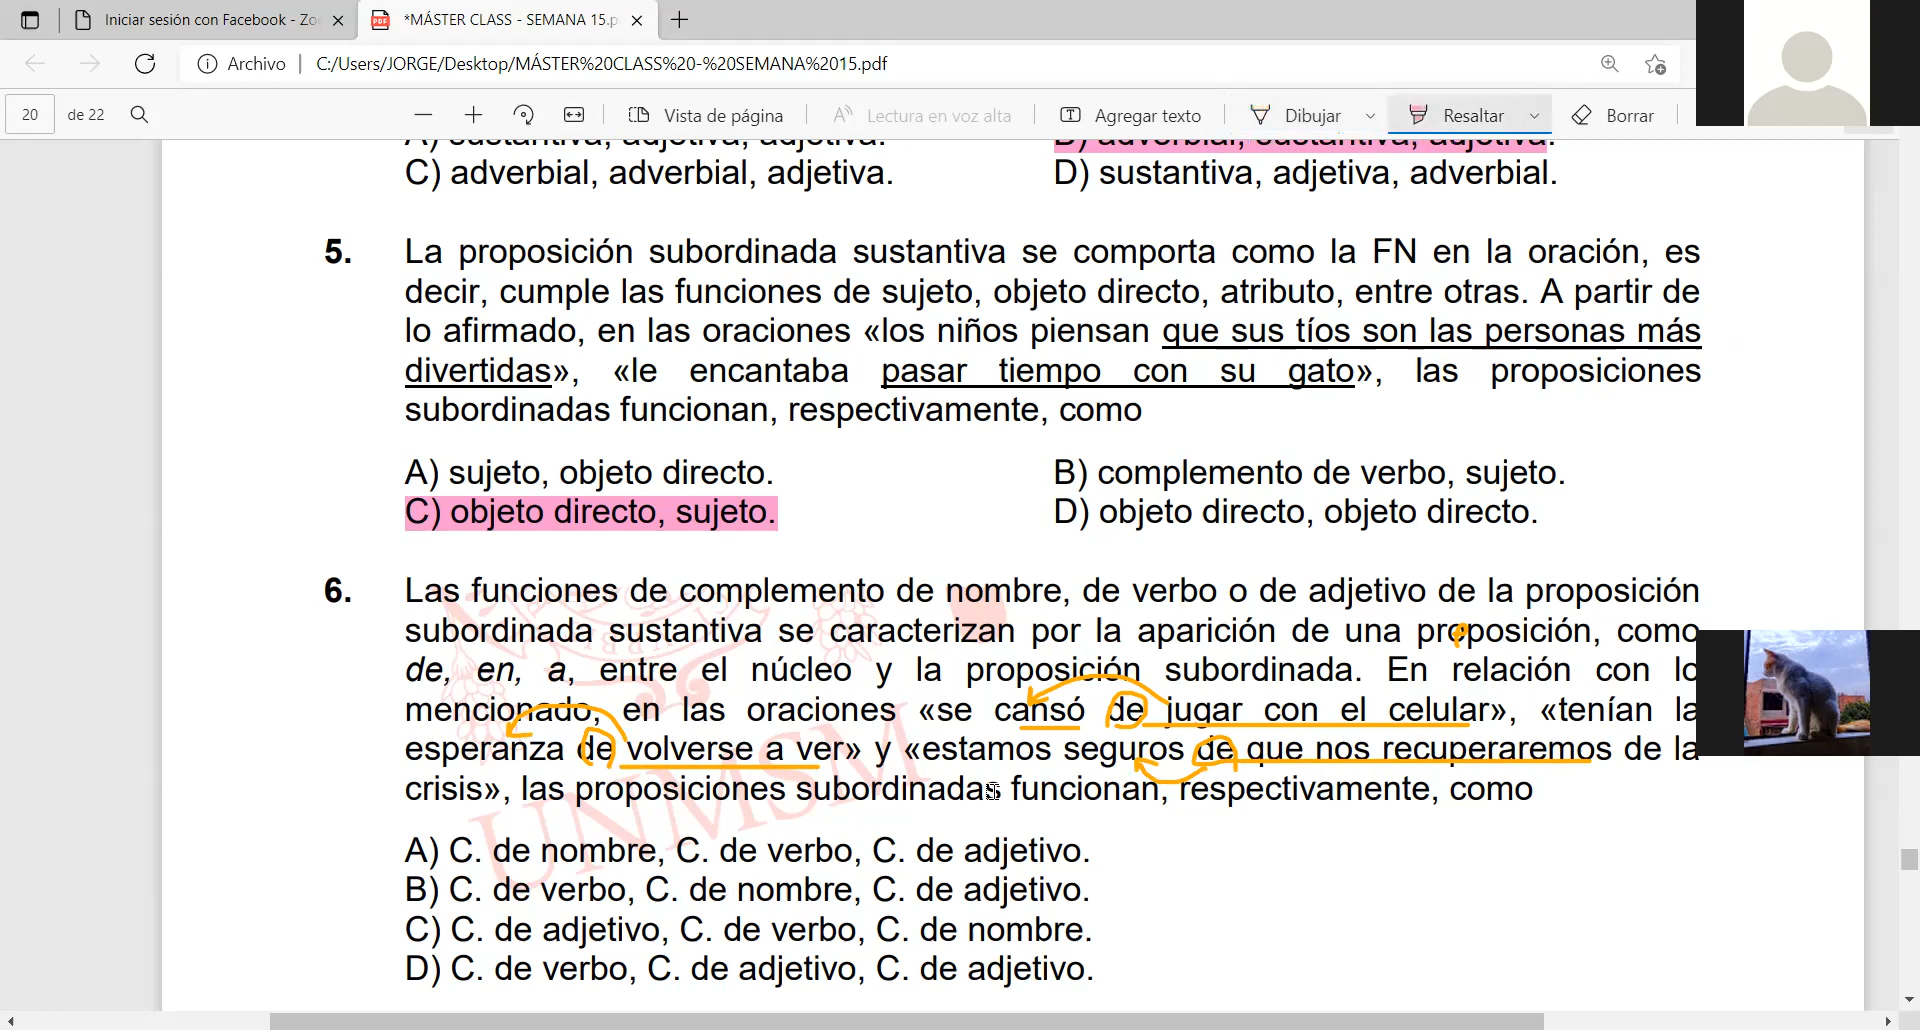 Iniciar sesión con Facebook - Zo
*MÁSTER CLASS - SEMANA 15.p
Archivo | C:/Users/JORGE/Desktop/MÁSTER%20CLASS%20-%20SEMANA%2015.pdf
20 de 22 Vista de página Lectura en voz alta Agregar texto Dibujar Resaltar Borrar
A) sustantiva, adjetiva, adjetiva. B) adverbial, sustantiva, adjetiva.
C) adverbial, adverbial, adjetiva. D) sustantiva, adjetiva, adverbial.
5. La proposición subordinada sustantiva se comporta como la FN en la oración, es
decir, cumple las funciones de sujeto, objeto directo, atributo, entre otras. A partir de
lo afirmado, en las oraciones «los niños piensan que sus tíos son las personas más
divertidas», «le encantaba pasar tiempo con su gato», las proposiciones
subordinadas funcionan, respectivamente, como
A) sujeto, objeto directo. B) complemento de verbo, sujeto.
C) objeto directo, sujeto. D) objeto directo, objeto directo.
6. Las funciones de complemento de nombre, de verbo o de adjetivo de la proposición
subordinada sustantiva se caracterizan por la aparición de una preposición, como
de, en, a, entre el núcleo y la proposición subordinada. En relación con lo
mencionado, en las oraciones «se cansó de jugar con el celular», «tenían la
esperanza de volverse a ver» y «estamos seguros de que nos recuperaremos de la
crisis», las proposiciones subordinadas funcionan, respectivamente, como
UNMSM
A) C. de nombre, C. de verbo, C. de adjetivo.
B) C. de verbo, C. de nombre, C. de adjetivo.
C) C. de adjetivo, C. de verbo, C. de nombre.
D) C. de verbo, C. de adjetivo, C. de adjetivo.